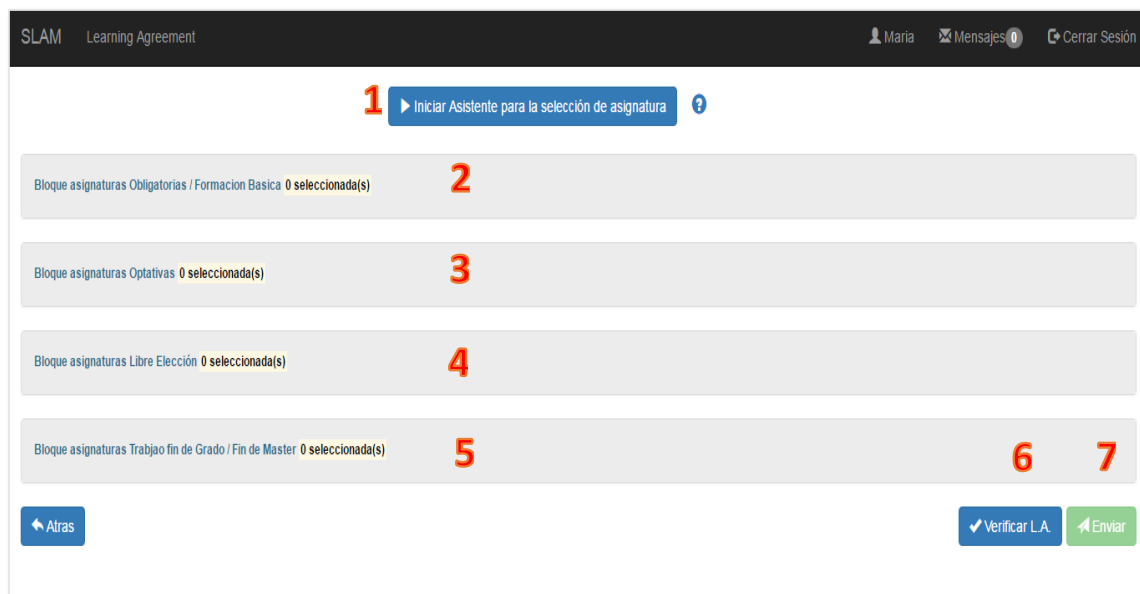 SLAM Learning Agreement Maria Mensajes 0 Cerrar Sesión
1 Iniciar Asistente para la selección de asignatura ?
Bloque asignaturas Obligatorias / Formacion Basica 0 seleccionada(s) 2
Bloque asignaturas Optativas 0 seleccionada(s) 3
Bloque asignaturas Libre Elección 0 seleccionada(s) 4
Bloque asignaturas Trabjao fin de Grado / Fin de Master 0 seleccionada(s) 5 6 7
Atras Verificar L.A. Enviar